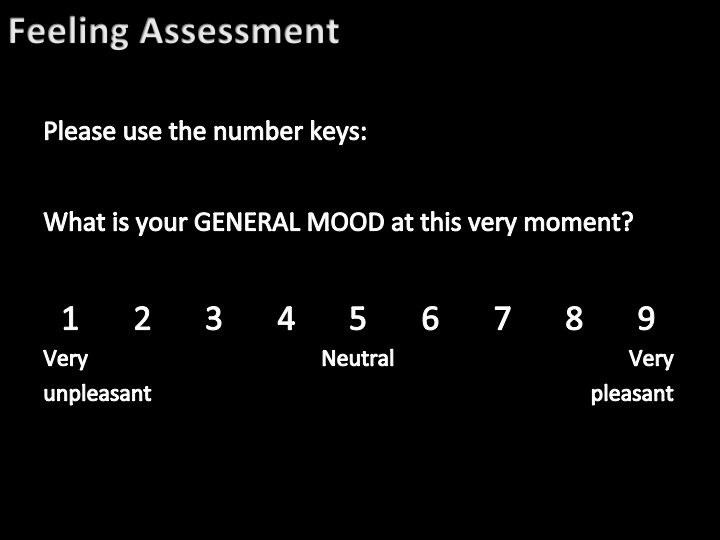 Feeling Assessment
Please use the number keys:
What is your GENERAL MOOD at this very moment?
1 2 3 4 5 6 7 8 9
Very Neutral Very
unpleasant pleasant